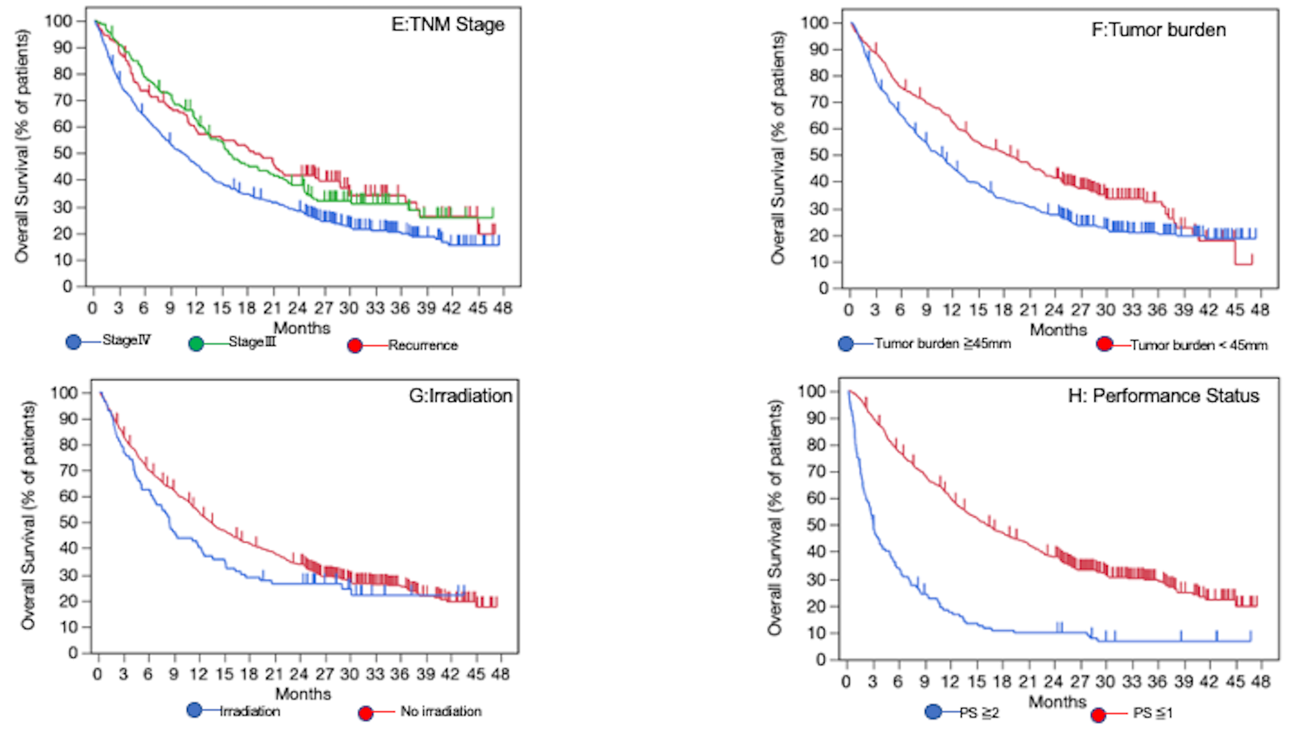 E:TNM Stage
Overall Survival (% of patients)
100
90
80
70
60
50
40
30
20
10
0
0 3 6 9 12 15 18 21 24 27 30 33 36 39 42 45 48
Months
StageⅣ StageⅢ Recurrence
F:Tumor burden
Overall Survival (% of patients)
100
90
80
70
60
50
40
30
20
10
0
0 3 6 9 12 15 18 21 24 27 30 33 36 39 42 45 48
Months
Tumor burden ≧45mm Tumor burden < 45mm
G:Irradiation
Overall Survival (% of patients)
100
90
80
70
60
50
40
30
20
10
0
0 3 6 9 12 15 18 21 24 27 30 33 36 39 42 45 48
Months
Irradiation No irradiation
H: Performance Status
Overall Survival (% of patients)
100
90
80
70
60
50
40
30
20
10
0
0 3 6 9 12 15 18 21 24 27 30 33 36 39 42 45 48
Months
PS ≧2 PS ≦1